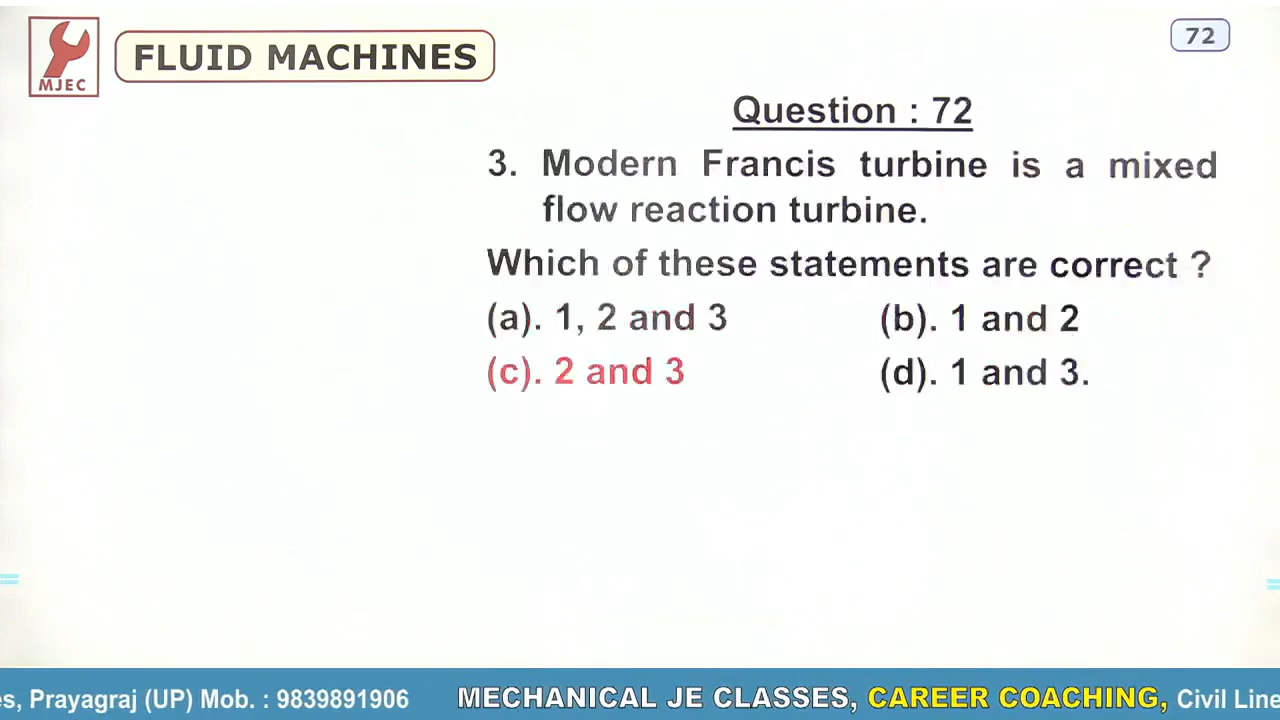 MJEC
FLUID MACHINES
72
Question : 72
3. Modern Francis turbine is a mixed
flow reaction turbine.
Which of these statements are correct ?
(a). 1, 2 and 3 (b). 1 and 2
(c). 2 and 3 (d). 1 and 3.
es, Prayagraj (UP) Mob. : 9839891906 MECHANICAL JE CLASSES, CAREER COACHING, Civil Line